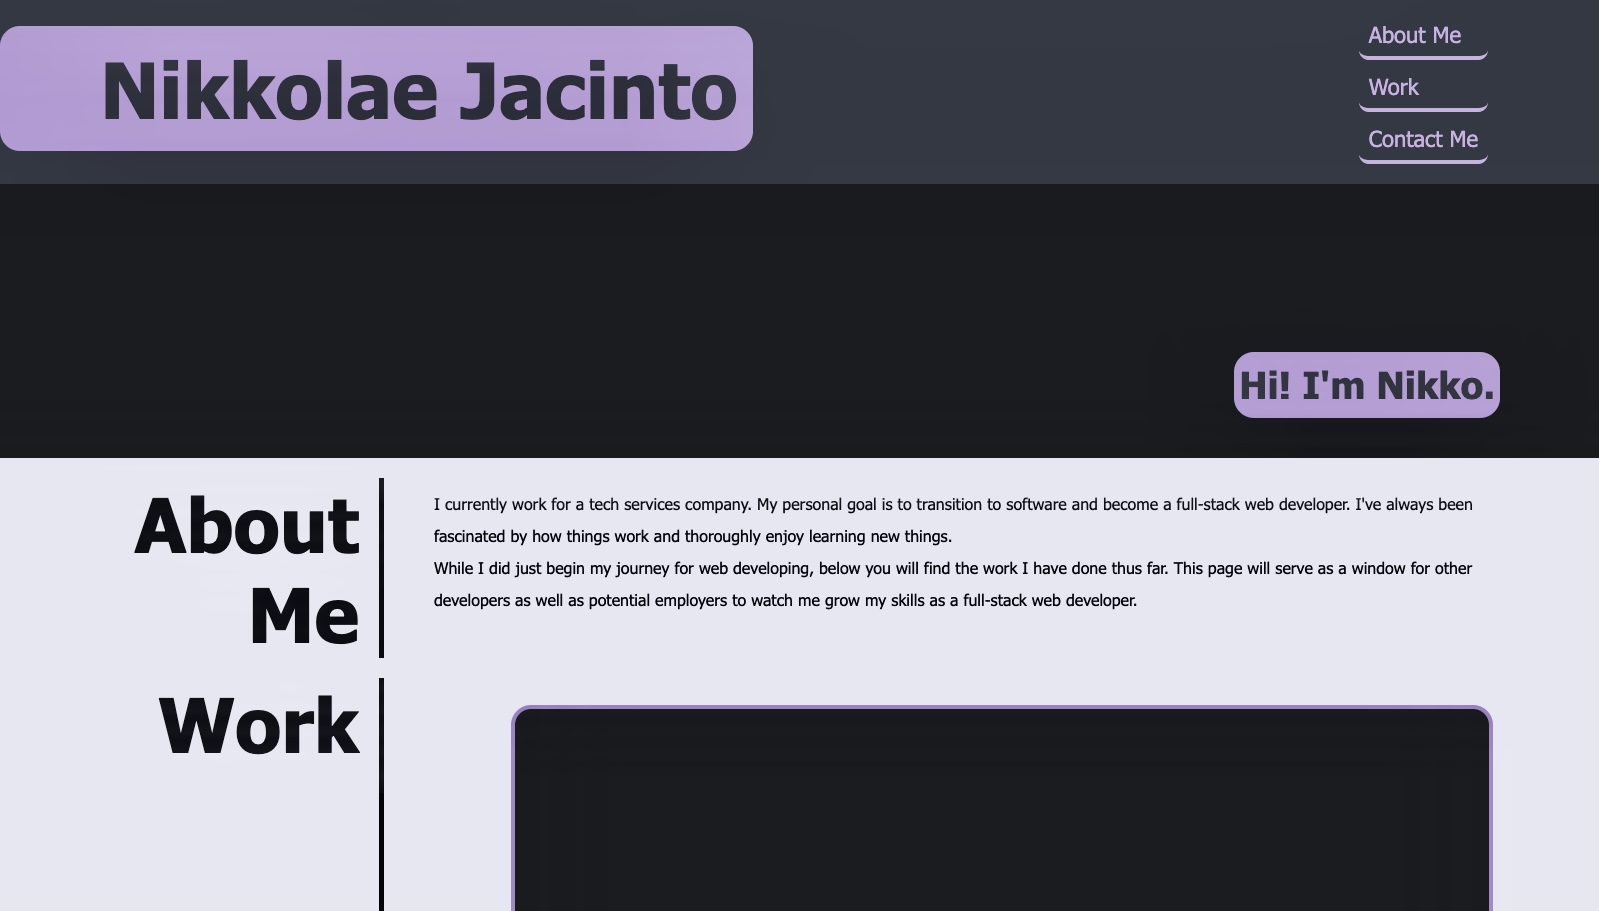 Nikkolae Jacinto
About Me
Work
Contact Me
Hi! I'm Nikko.
About
Me
I currently work for a tech services company. My personal goal is to transition to software and become a full-stack web developer. I've always been
fascinated by how things work and thoroughly enjoy learning new things.
While I did just begin my journey for web developing, below you will find the work I have done thus far. This page will serve as a window for other
developers as well as potential employers to watch me grow my skills as a full-stack web developer.
Work